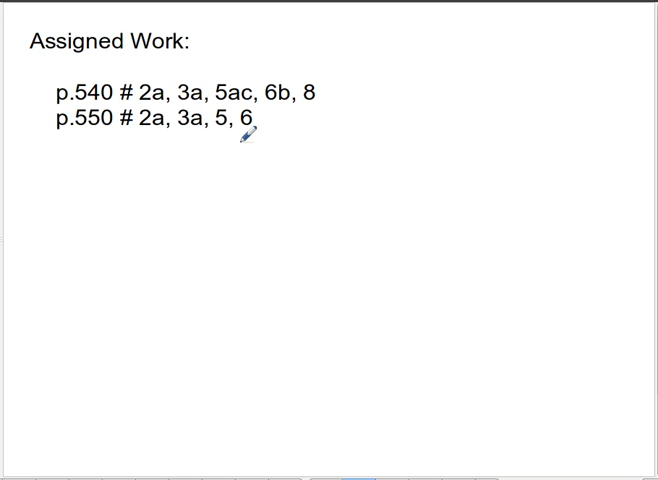 Assigned Work:
p.540 # 2a, 3a, 5ac, 6b, 8
p.550 # 2a, 3a, 5, 6